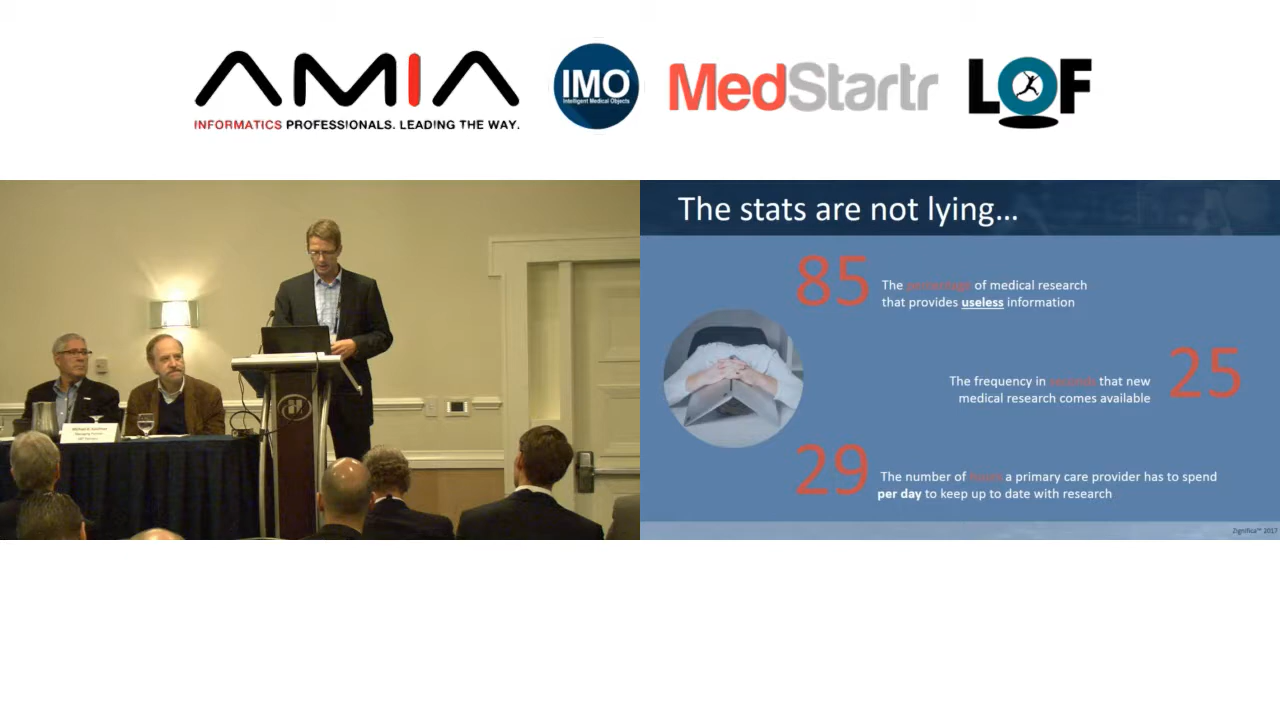 AMIA
INFORMATICS PROFESSIONALS. LEADING THE WAY.
IMO
Intelligent Medical Objects
MedStartr
LOF
The stats are not lying...
85
The percentage of medical research
that provides useless information
The frequency in seconds that new
medical research comes available
25
29
The number of hours a primary care provider has to spend
per day to keep up to date with research
Zignifica™ 2017